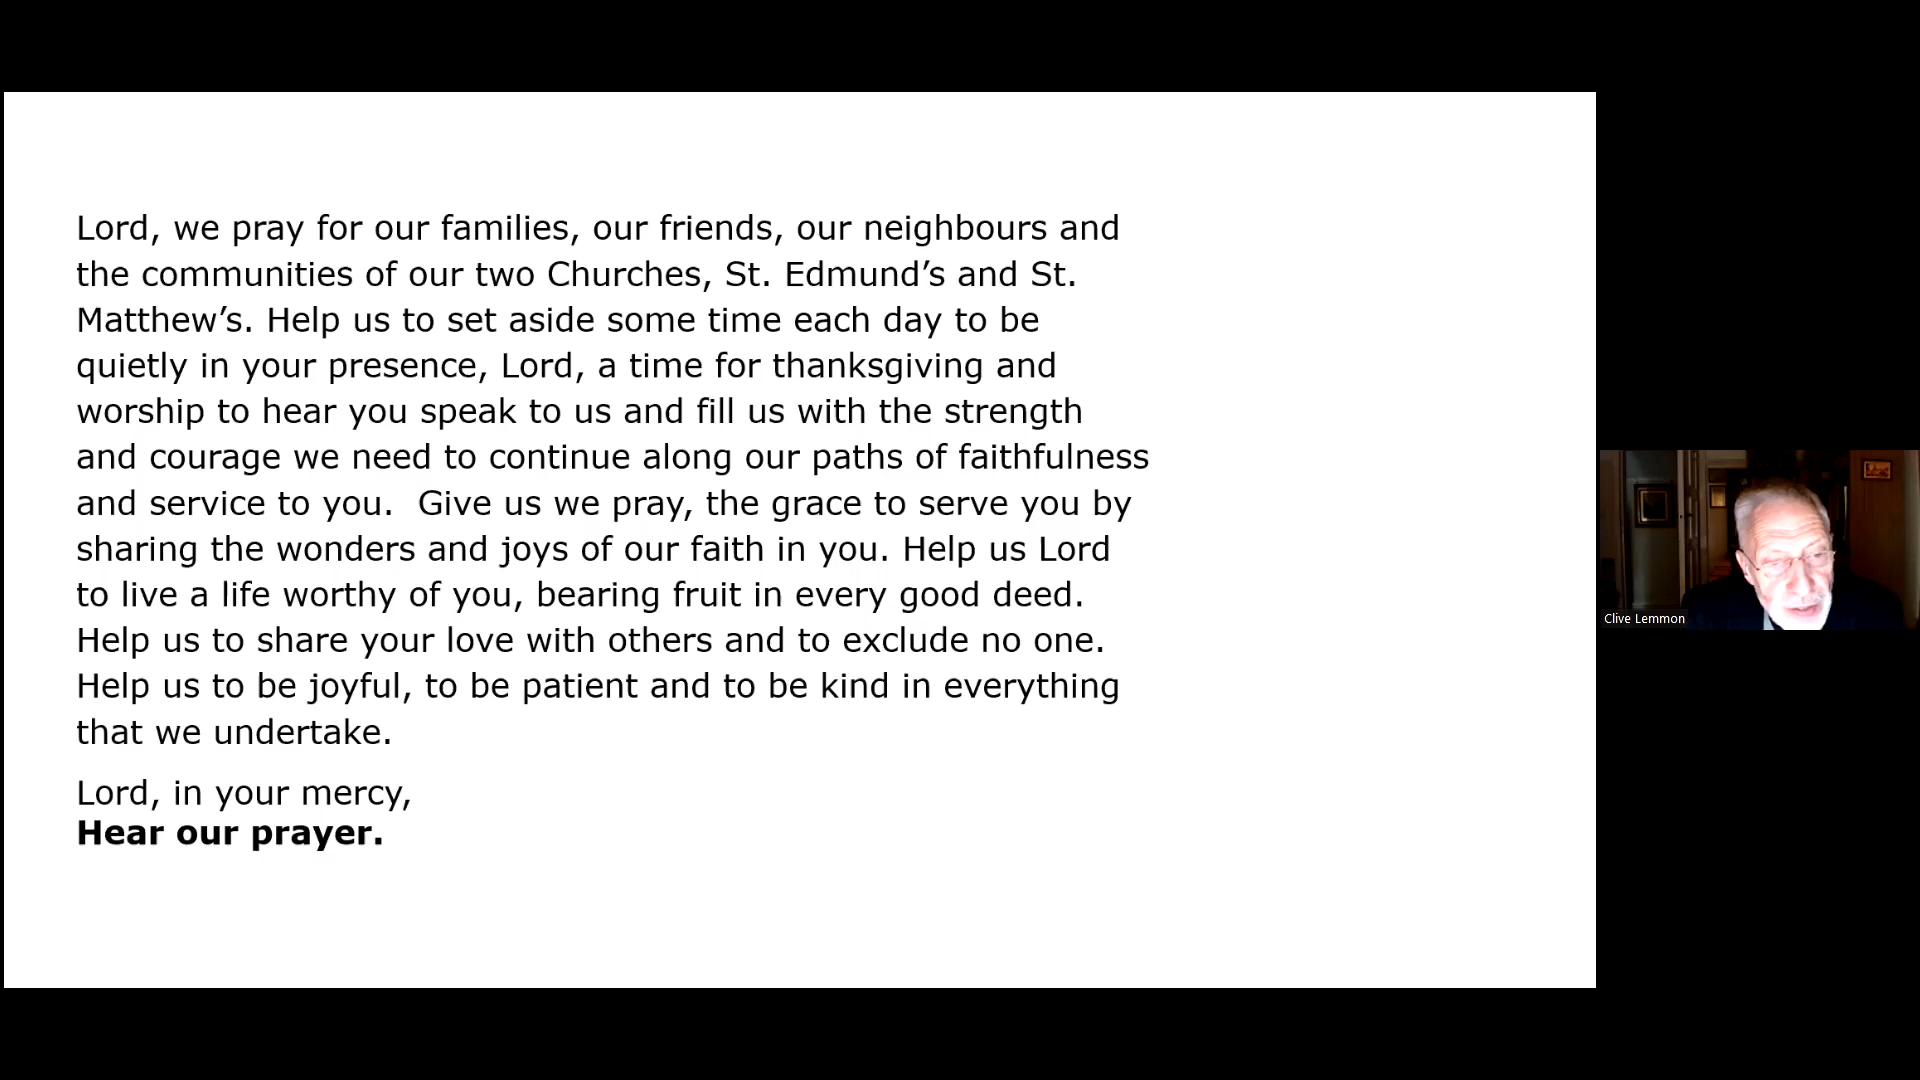 Lord, we pray for our families, our friends, our neighbours and
the communities of our two Churches, St. Edmund’s and St.
Matthew’s. Help us to set aside some time each day to be
quietly in your presence, Lord, a time for thanksgiving and
worship to hear you speak to us and fill us with the strength
and courage we need to continue along our paths of faithfulness
and service to you.  Give us we pray, the grace to serve you by
sharing the wonders and joys of our faith in you. Help us Lord
to live a life worthy of you, bearing fruit in every good deed.
Help us to share your love with others and to exclude no one.
Help us to be joyful, to be patient and to be kind in everything
that we undertake.
Lord, in your mercy,
Hear our prayer.
Clive Lemmon